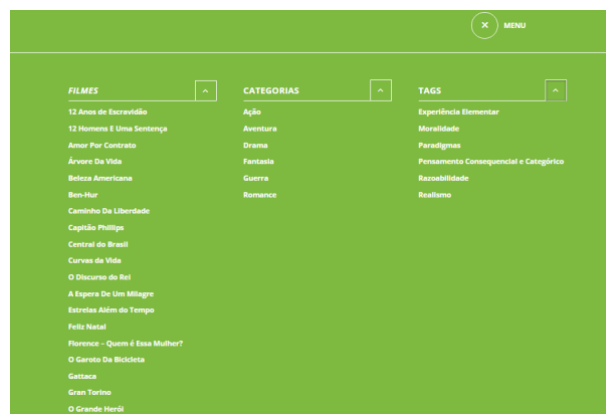 × MENU
FILMES
12 Anos de Escravidão
12 Homens E Uma Sentença
Amor Por Contrato
Árvore Da Vida
Beleza Americana
Ben-Hur
Caminho Da Liberdade
Capitão Phillips
Central do Brasil
Curvas da Vida
O Discurso do Rei
A Espera De Um Milagre
Estrelas Além do Tempo
Feliz Natal
Florence – Quem é Essa Mulher?
O Garoto Da Bicicleta
Gattaca
Gran Torino
O Grande Herói
CATEGORIAS
Ação
Aventura
Drama
Fantasia
Guerra
Romance
TAGS
Experiência Elementar
Moralidade
Paradigmas
Pensamento Consequencial e Categórico
Razoabilidade
Realismo